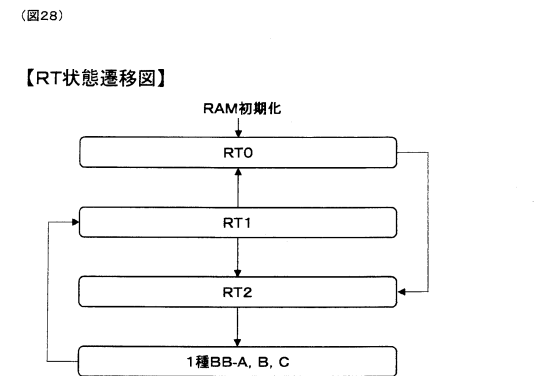 (図28)
【RT状態遷移図】
RAM初期化
RT0
RT1
RT2
1種BB-A, B, C